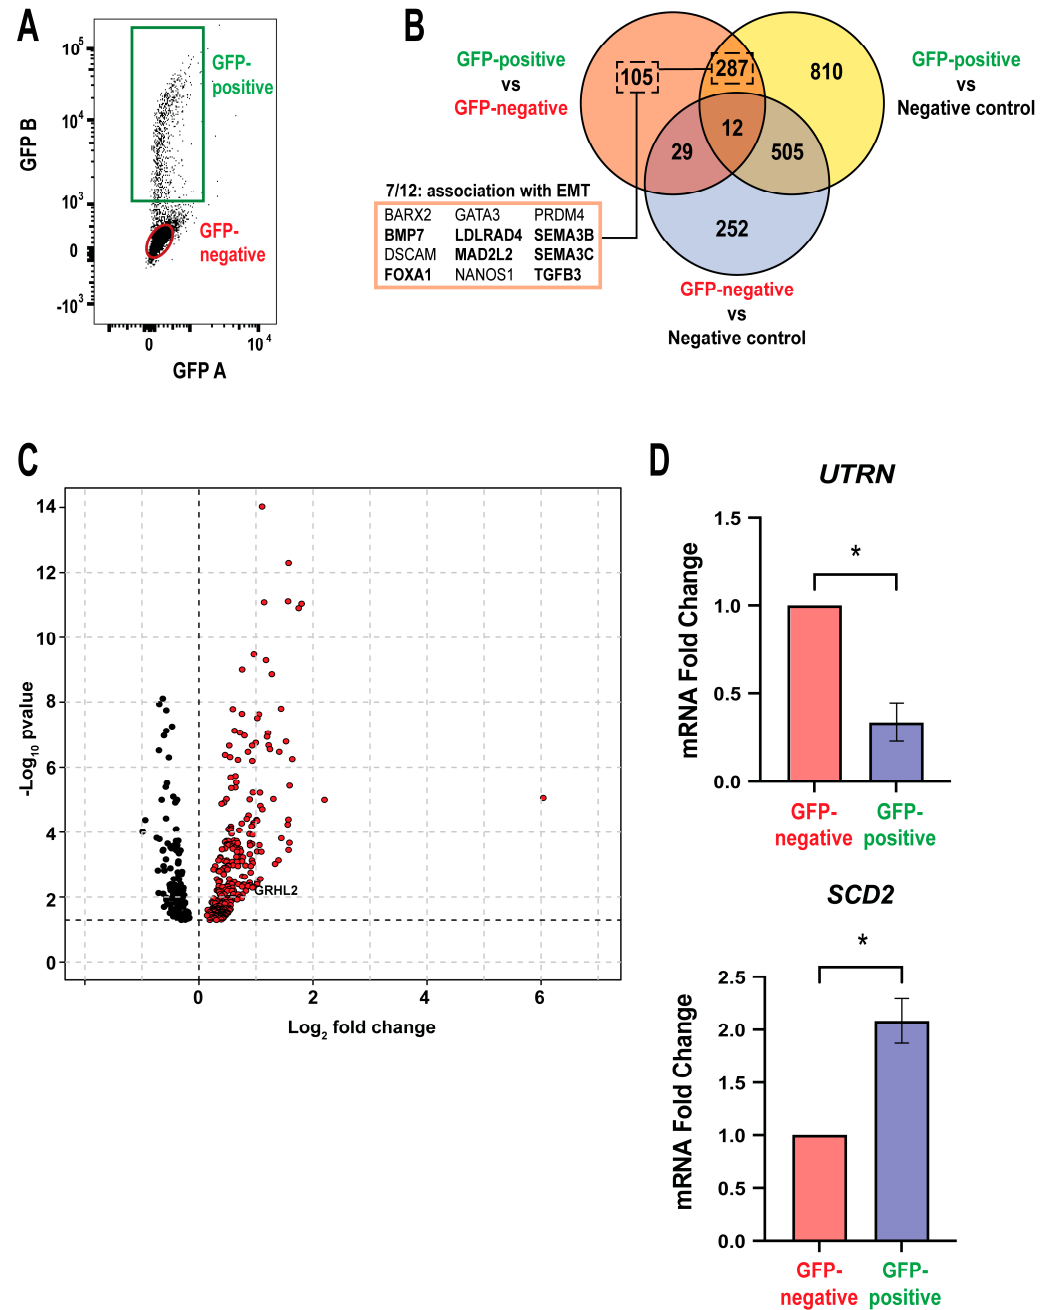 A
GFP B
10^5
10^4
10^3
0
-10^3
GFP-
positive
GFP-
negative
0
10^4
GFP A
B
GFP-positive
vs
GFP-negative
105
287
810
GFP-positive
vs
Negative control
12
29
505
252
7/12: association with EMT
BARX2 GATA3 PRDM4
BMP7 LDLRAD4 SEMA3B
DSCAM MAD2L2 SEMA3C
FOXA1 NANOS1 TGFB3
GFP-negative
vs
Negative control
C
-Log10 pvalue
14
12
10
8
6
4
2
0
GRHL2
0 2 4 6
Log2 fold change
D
UTRN
mRNA Fold Change
1.5
1.0
0.5
0.0
*
GFP-
negative
GFP-
positive
SCD2
mRNA Fold Change
2.5
2.0
1.5
1.0
0.5
0.0
*
GFP-
negative
GFP-
positive